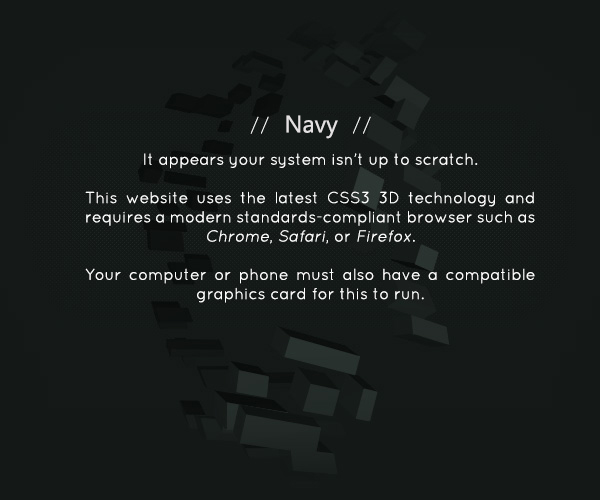 // Navy //
It appears your system isn't up to scratch.
This website uses the latest CSS3 3D technology and
requires a modern standards-compliant browser such as
Chrome, Safari, or Firefox.
Your computer or phone must also have a compatible
graphics card for this to run.